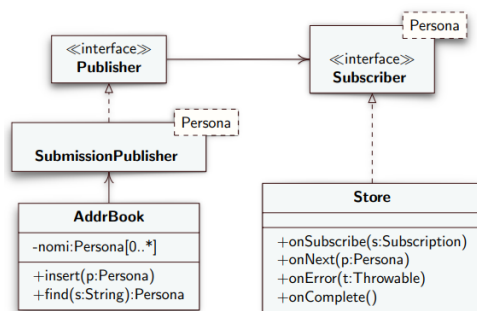 ≪interface≫
Publisher
Persona
≪interface≫
Subscriber
Persona
SubmissionPublisher
AddrBook
-nomi:Persona[0..*]
+insert(p:Persona)
+find(s:String):Persona
Store
+onSubscribe(s:Subscription)
+onNext(p:Persona)
+onError(t:Throwable)
+onComplete()